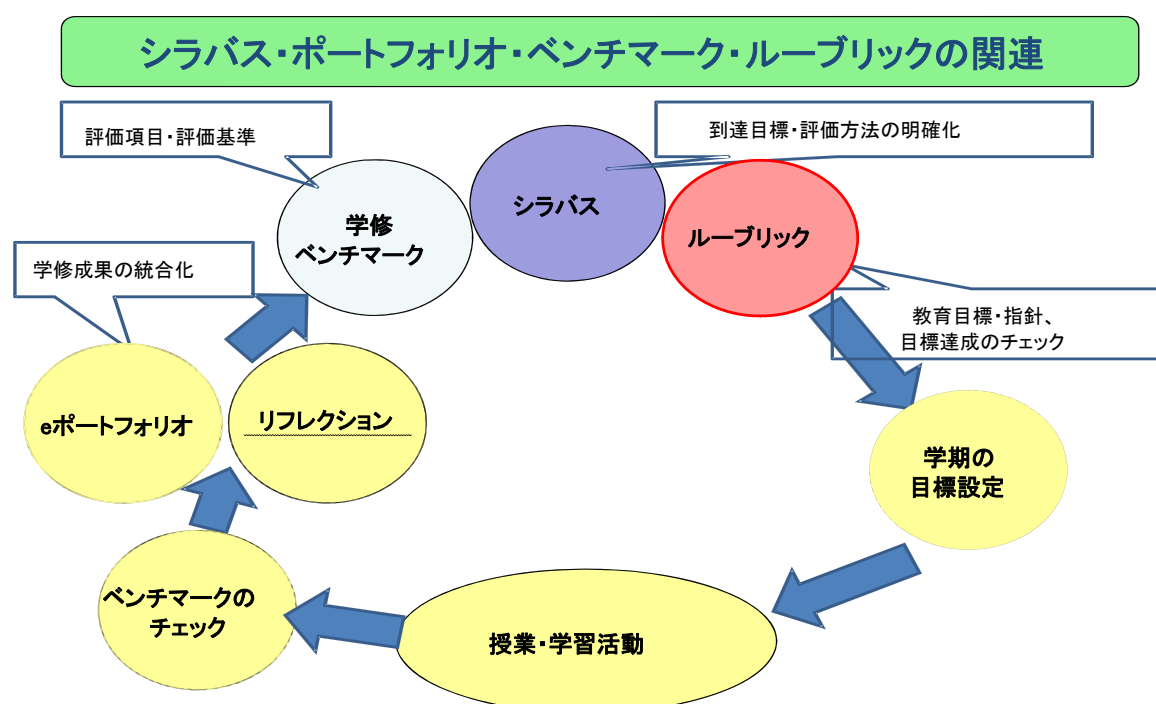 シラバス・ポートフォリオ・ベンチマーク・ルーブリックの関連
評価項目・評価基準
到達目標・評価方法の明確化
シラバス
学修
ベンチマーク
ルーブリック
学修成果の統合化
教育目標・指針、
目標達成のチェック
eポートフォリオ
リフレクション
学期の
目標設定
ベンチマークの
チェック
授業・学習活動